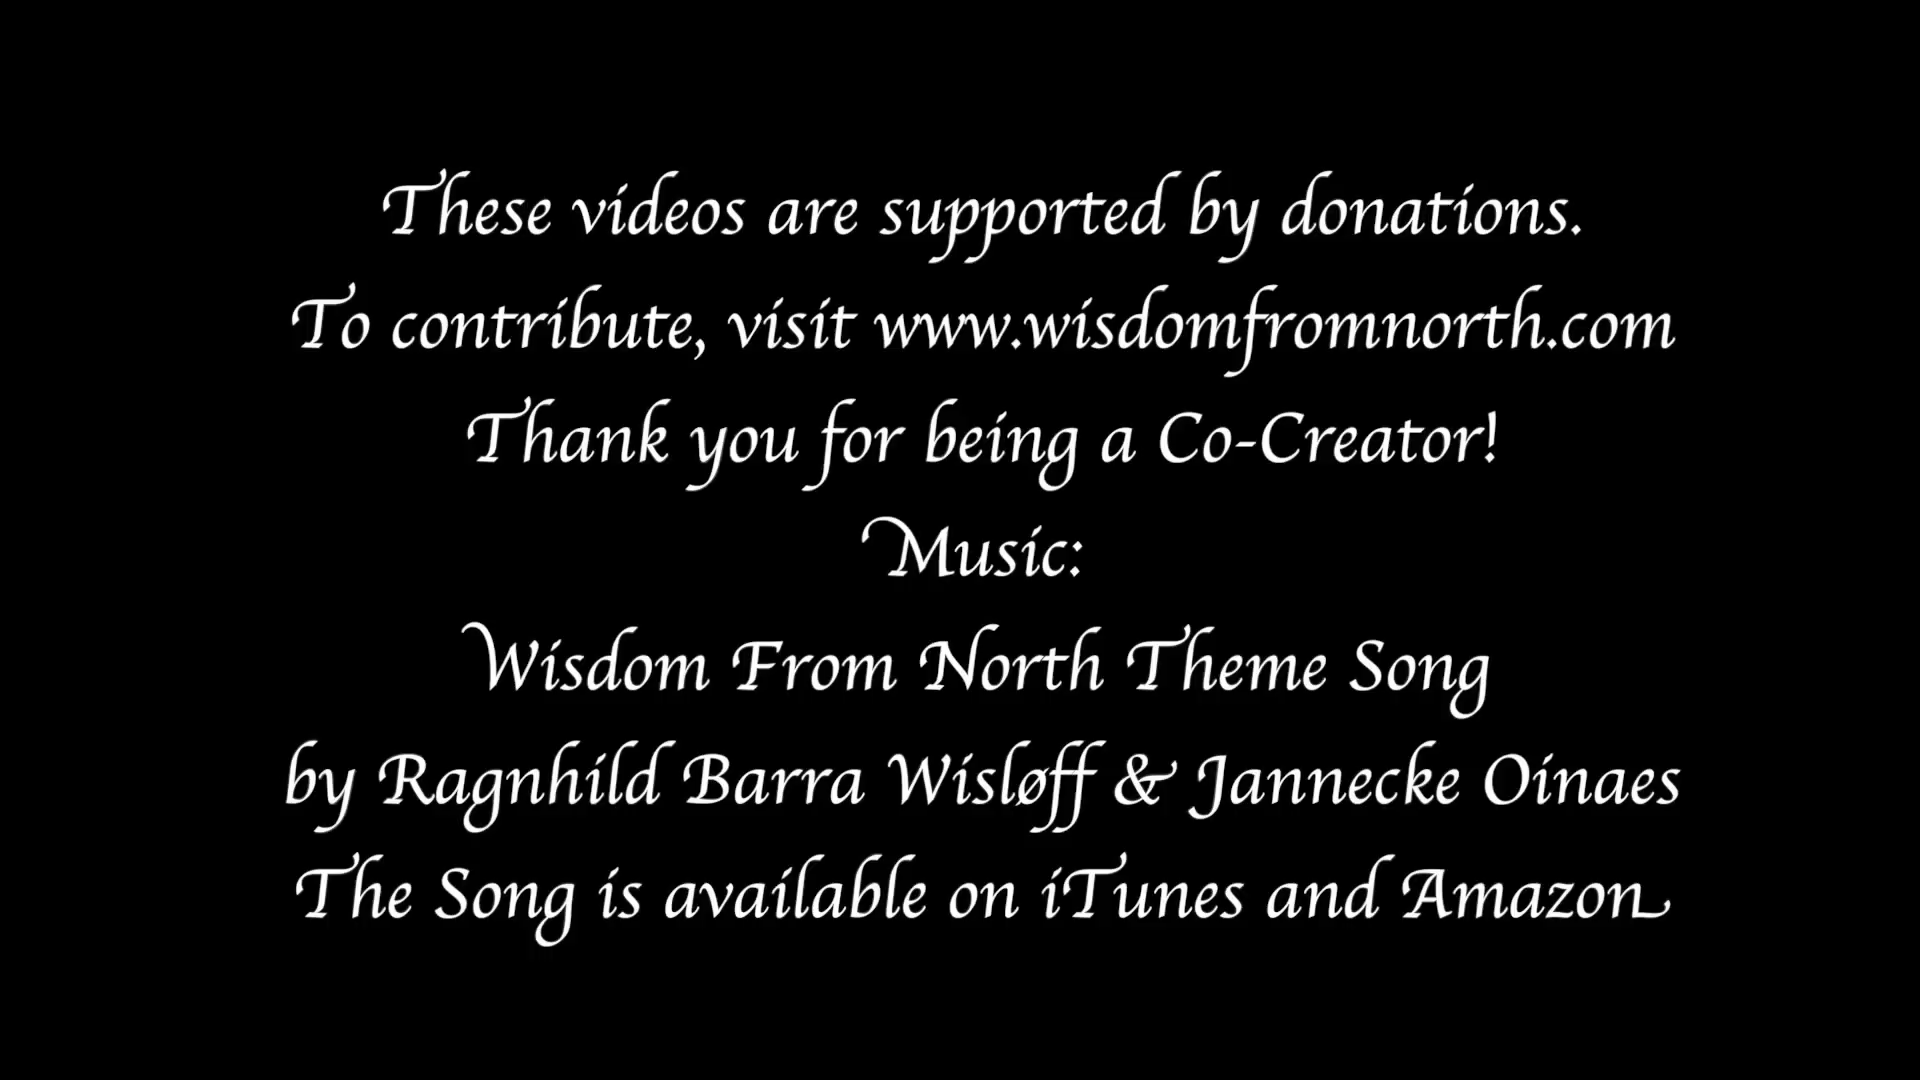 These videos are supported by donations.
To contribute, visit www.wisdomfromnorth.com
Thank you for being a Co-Creator!
Music:
Wisdom From North Theme Song
by Ragnhild Barra Wisløff & Jannecke Oinaes
The Song is available on iTunes and Amazon